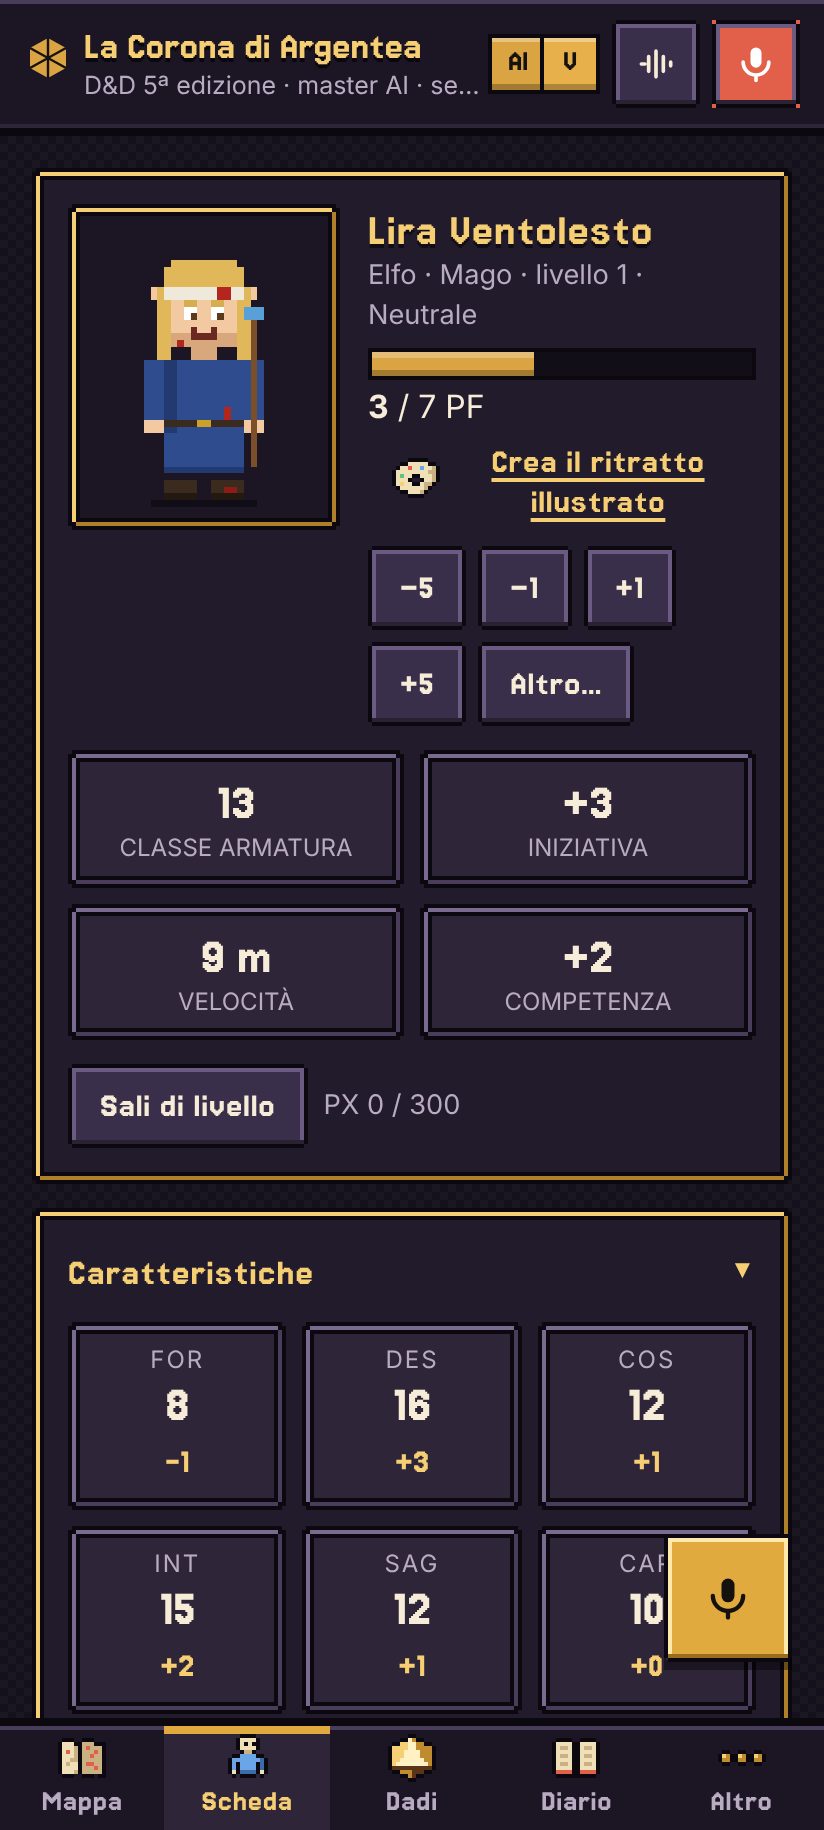 La Corona di Argentea
D&D 5ª edizione · master AI · se...
AI V
Lira Ventolesto
Elfo · Mago · livello 1 ·
Neutrale
3 / 7 PF
Crea il ritratto
illustrato
−5 −1 +1
+5 Altro...
13 +3
CLASSE ARMATURA INIZIATIVA
9 m +2
VELOCITÀ COMPETENZA
Sali di livello PX 0 / 300
Caratteristiche ▼
FOR DES COS
8 16 12
−1 +3 +1
INT SAG
15 12 10
+2 +1 +0
Mappa Scheda Dadi Diario Altro